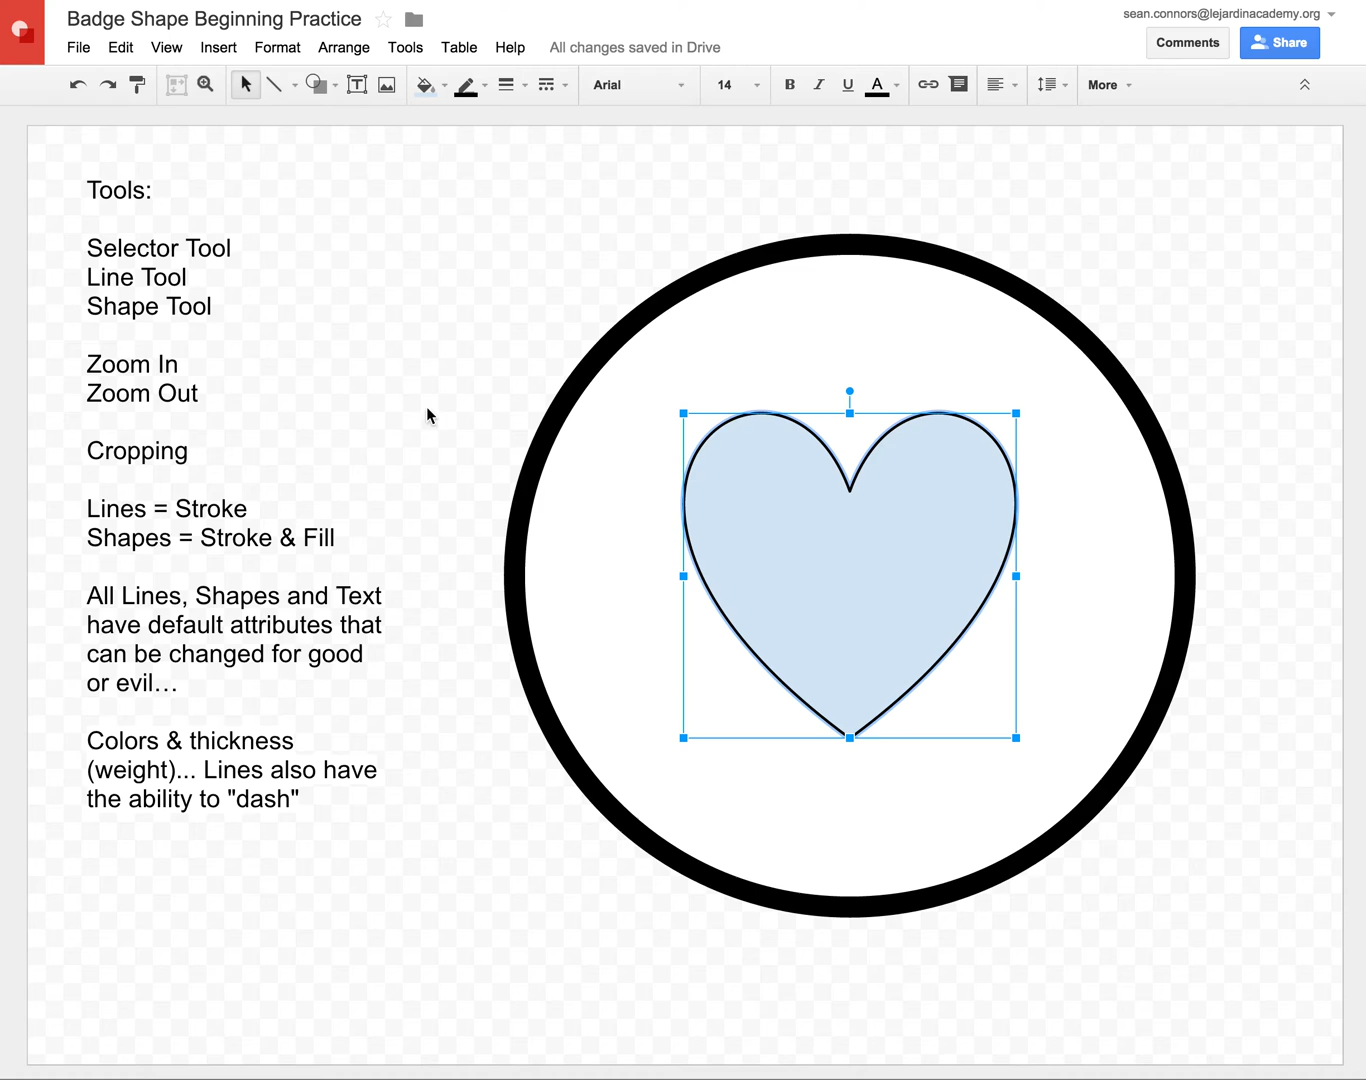 Badge Shape Beginning Practice
sean.connors@lejardinacademy.org
File Edit View Insert Format Arrange Tools Table Help All changes saved in Drive
Comments
Share
Arial
14
B I U A
More
Tools:
Selector Tool
Line Tool
Shape Tool
Zoom In
Zoom Out
Cropping
Lines = Stroke
Shapes = Stroke & Fill
All Lines, Shapes and Text
have default attributes that
can be changed for good
or evil…
Colors & thickness
(weight)... Lines also have
the ability to "dash"